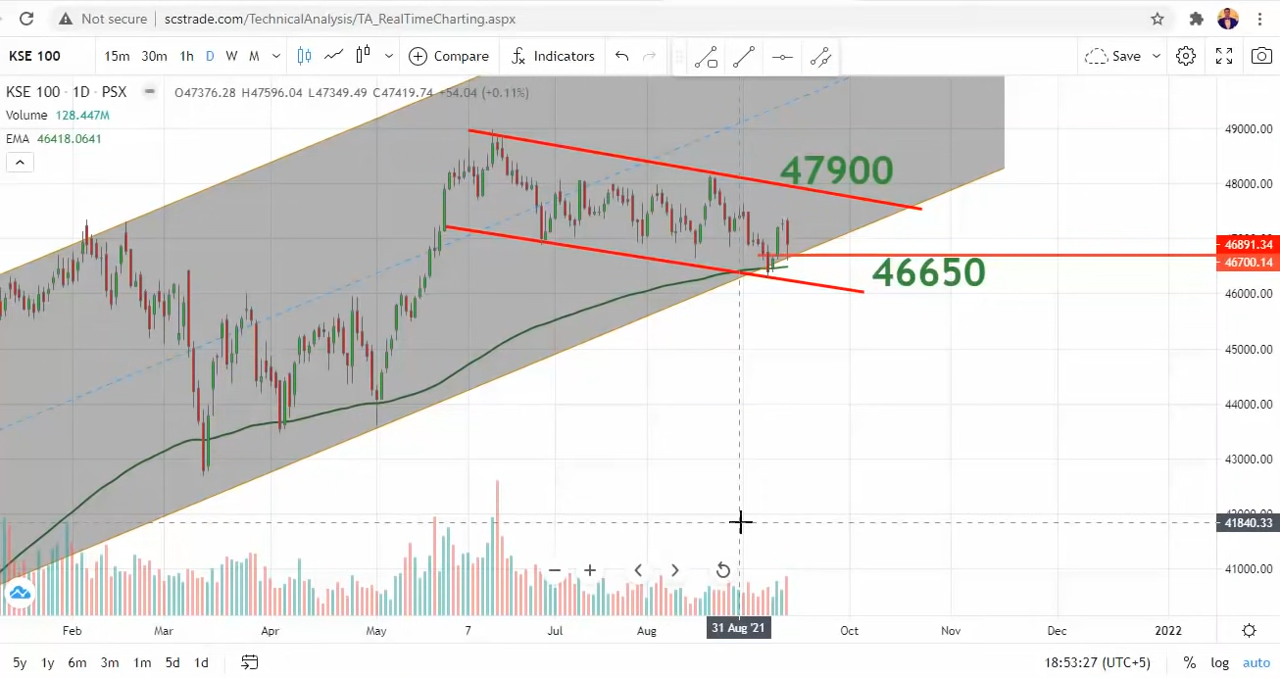 Not secure scstrade.com/TechnicalAnalysis/TA_RealTimeCharting.aspx
KSE 100 15m 30m 1h D W M Compare Indicators Save
KSE 100 · 1D · PSX O47376.28 H47596.04 L47349.49 C47419.74 +54.04 (+0.11%)
Volume 128.447M
EMA 46418.0641
49000.00
47900
48000.00
46891.34
46700.14
46650
46000.00
45000.00
44000.00
43000.00
41840.33
41000.00
Feb Mar Apr May 7 Jul Aug 31 Aug '21 Oct Nov Dec 2022
5y 1y 6m 3m 1m 5d 1d 18:53:27 (UTC+5) % log auto